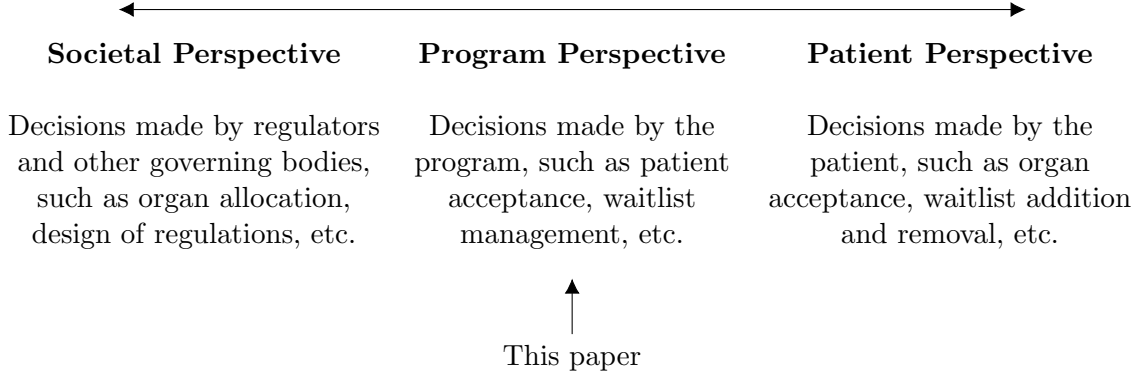 Societal Perspective
Decisions made by regulators
and other governing bodies,
such as organ allocation,
design of regulations, etc.
Program Perspective
Decisions made by the
program, such as patient
acceptance, waitlist
management, etc.
Patient Perspective
Decisions made by the
patient, such as organ
acceptance, waitlist addition
and removal, etc.
This paper